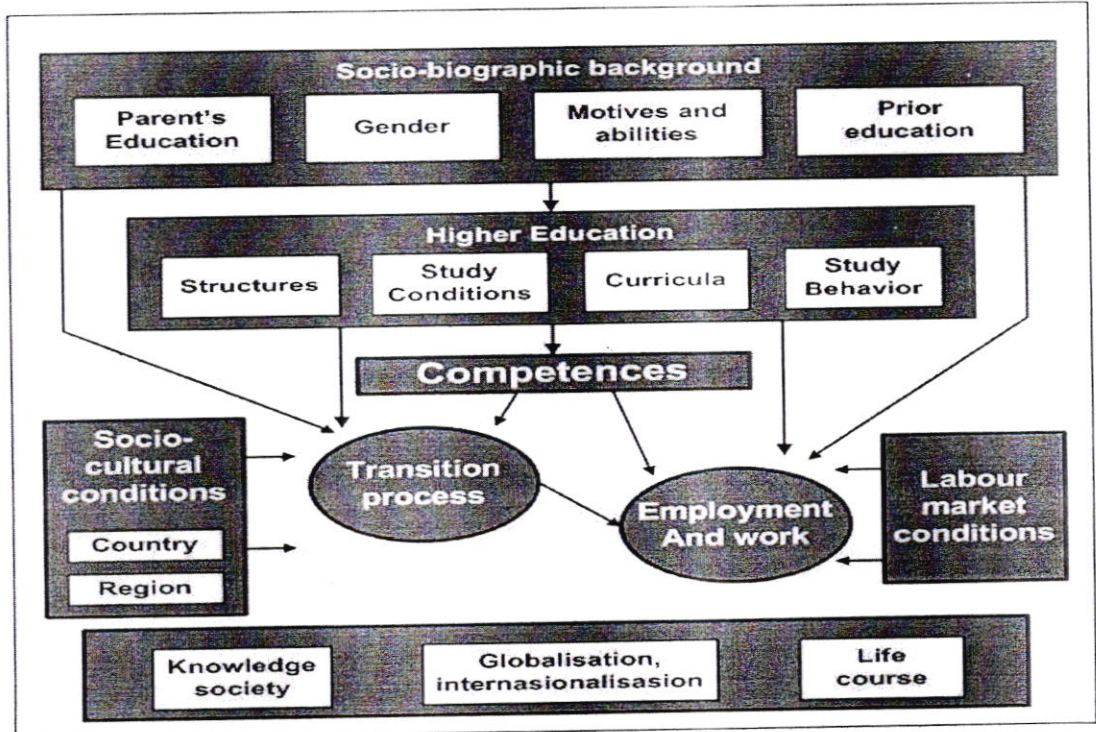 Socio-biographic background
Parent's
Education
Gender
Motives and
abilities
Prior
education
Higher Education
Structures
Study
Conditions
Curricula
Study
Behavior
Competences
Socio-
cultural
conditions
Country
Region
Transition
process
Employment
And work
Labour
market
conditions
Knowledge
society
Globalisation,
internasionalisasion
Life
course